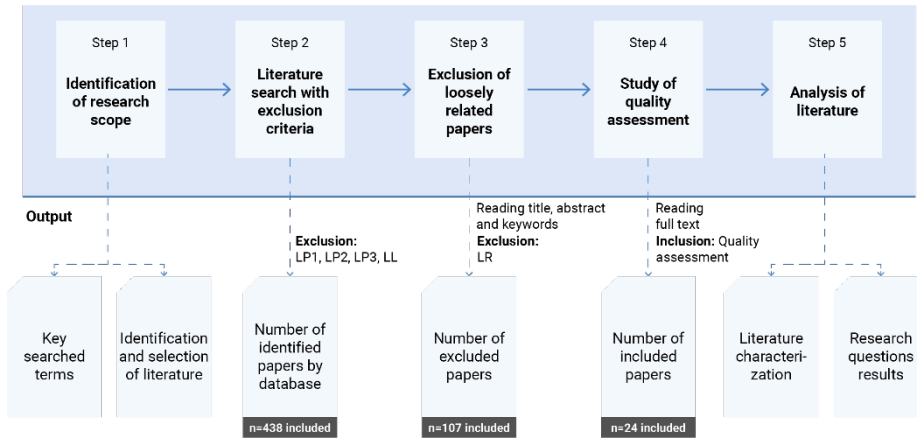 Step 1
Identification
of research
scope
Step 2
Literature
search with
exclusion
criteria
Step 3
Exclusion of
loosely
related
papers
Step 4
Study of
quality
assessment
Step 5
Analysis of
literature
Output
Exclusion:
LP1, LP2, LP3, LL
Reading title, abstract
and keywords
Exclusion:
LR
Reading
full text
Inclusion: Quality
assessment
Key
searched
terms
Identification
and selection
of literature
Number of
identified
papers by
database
n=438 included
Number of
excluded
papers
n=107 included
Number of
included
papers
n=24 included
Literature
characteri-
zation
Research
questions
results